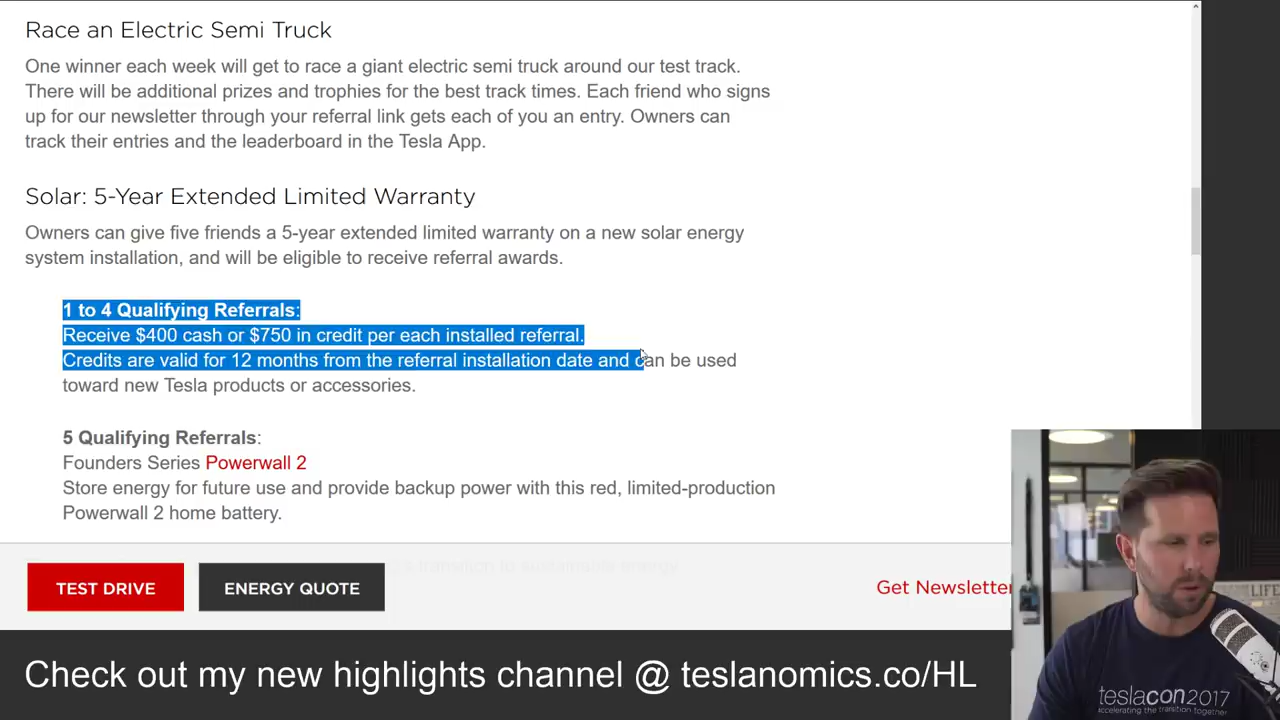 Race an Electric Semi Truck
One winner each week will get to race a giant electric semi truck around our test track.
There will be additional prizes and trophies for the best track times. Each friend who signs
up for our newsletter through your referral link gets each of you an entry. Owners can
track their entries and the leaderboard in the Tesla App.
Solar: 5-Year Extended Limited Warranty
Owners can give five friends a 5-year extended limited warranty on a new solar energy
system installation, and will be eligible to receive referral awards.
1 to 4 Qualifying Referrals:
Receive $400 cash or $750 in credit per each installed referral.
Credits are valid for 12 months from the referral installation date and can be used
toward new Tesla products or accessories.
5 Qualifying Referrals:
Founders Series Powerwall 2
Store energy for future use and provide backup power with this red, limited-production
Powerwall 2 home battery.
TEST DRIVE
ENERGY QUOTE
Get Newsletter
LIFE
teslacon2017
accelerating the transition together
Check out my new highlights channel @ teslanomics.co/HL